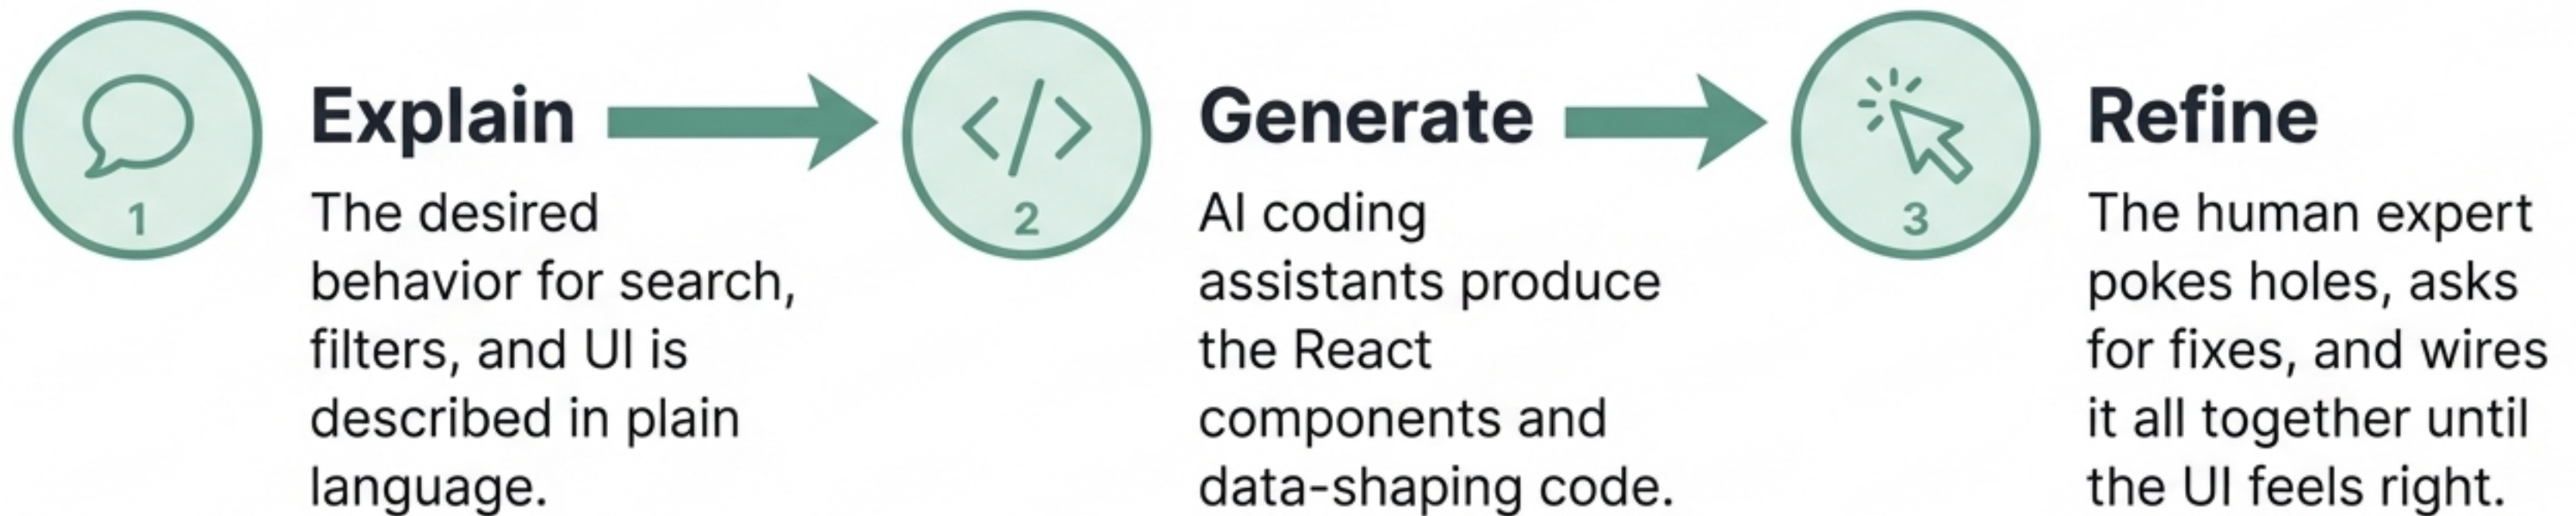 1
Explain
The desired
behavior for search,
filters, and UI is
described in plain
language.
2
Generate
AI coding
assistants produce
the React
components and
data-shaping code.
3
Refine
The human expert
pokes holes, asks
for fixes, and wires
it all together until
the UI feels right.